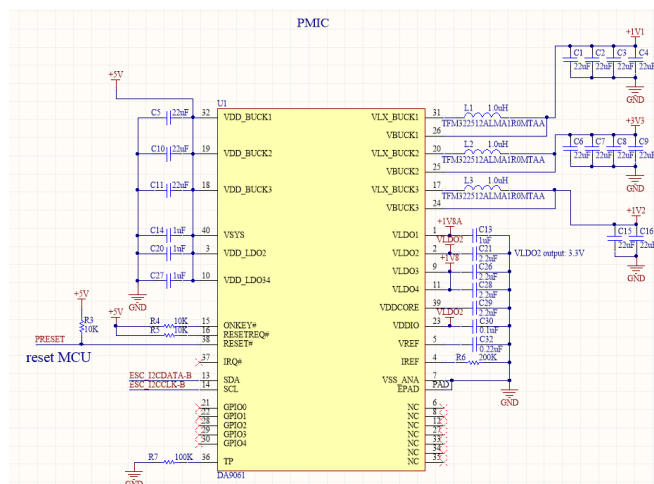 PMIC
+1V1
C1 C2 C3 C4
22uF 22uF 22uF 22uF
GND
+5V
U1
C5 22uF 32 VDD_BUCK1 VLX_BUCK1 31 L1 1.0uH
TFM322512ALMA1R0MTAA
VBUCK1 26
+3V3
C10 22uF 19 VDD_BUCK2 VLX_BUCK2 20 L2 1.0uH
C6 C7 C8 C9
22uF 22uF 22uF 22uF
TFM322512ALMA1R0MTAA
VBUCK2 25
GND
C11 22uF 18 VDD_BUCK3 VLX_BUCK3 17 L3 1.0uH
TFM322512ALMA1R0MTAA
VBUCK3 24
+1V2
C15 C16
22uF 22uF
GND
C14 1uF 40 VSYS VLDO1 1 +1V8A C13
1uF
C20 1uF 3 VDD_LDO2 VLDO2 2 VLDO2 C21
2.2uF
VLDO2 output: 3.3V
VLDO3 9 +1V8 C26
2.2uF
C27 1uF 10 VDD_LDO34 VLDO4 11 C28
2.2uF
GND
VDDCORE 39 C29
2.2uF
VDDIO 23 VLDO2 C30
0.1uF
VREF 5 C32
0.22uF
+5V
+5V
R3
10K
R4 10K 15 ONKEY#
R5 10K 16 RESETREQ#
PRESET 38 RESET#
reset MCU
37 IRQ# IREF 4 R6 200K
ESC_I2CDATA-B 13 SDA VSS_ANA 7
ESC_I2CCLK-B 14 SCL EPAD PAD
GND
21 GPIO0 NC 6
22 GPIO1 NC 8
28 GPIO2 NC 12
29 GPIO3 NC 27
30 GPIO4 NC 33
NC 34
R7 100K 36 TP NC 35
GND
DA9061